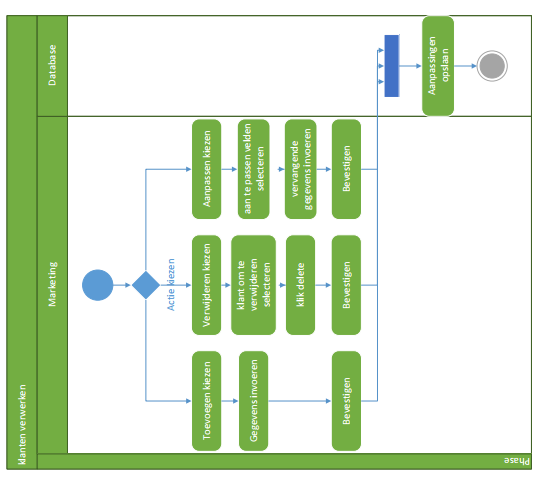 klanten verwerken
Database
Marketing
Phase
Actie kiezen
Aanpassen kiezen
aan te passen velden
selecteren
vervangende
gegevens invoeren
Bevestigen
Verwijderen kiezen
klant om te
verwijderen
selecteren
klik delete
Bevestigen
Toevoegen kiezen
Gegevens invoeren
Bevestigen
Aanpassingen
opslaan